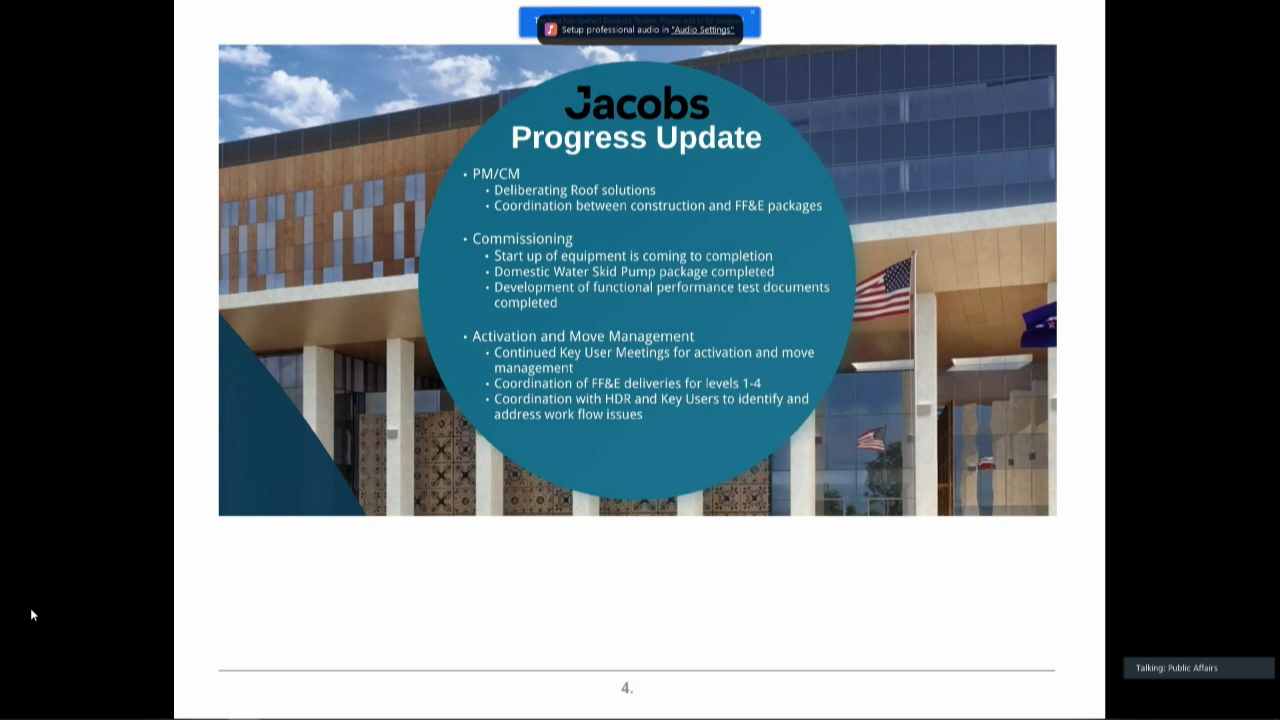 Setup professional audio in "Audio Settings"
Jacobs
Progress Update
• PM/CM
• Deliberating Roof solutions
• Coordination between construction and FF&E packages
• Commissioning
• Start up of equipment is coming to completion
• Domestic Water Skid Pump package completed
• Development of functional performance test documents
completed
• Activation and Move Management
• Continued Key User Meetings for activation and move
management
• Coordination of FF&E deliveries for levels 1-4
• Coordination with HDR and Key Users to identify and
address work flow issues
Talking: Public Affairs
4.